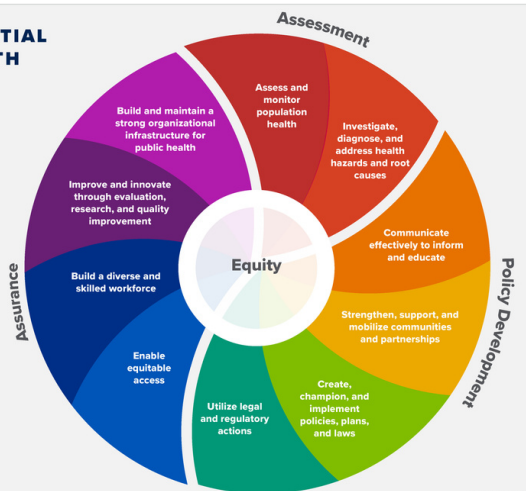 TIAL
TH
Assessment
Assess and
monitor
population
health
Investigate,
diagnose, and
address health
hazards and root
causes
Policy Development
Communicate
effectively to inform
and educate
Strengthen, support, and
mobilize communities
and partnerships
Create,
champion, and
implement
policies, plans,
and laws
Utilize legal
and regulatory
actions
Assurance
Enable
equitable
access
Build a diverse and
skilled workforce
Improve and innovate
through evaluation,
research, and quality
improvement
Build and maintain a
strong organizational
infrastructure for
public health
Equity